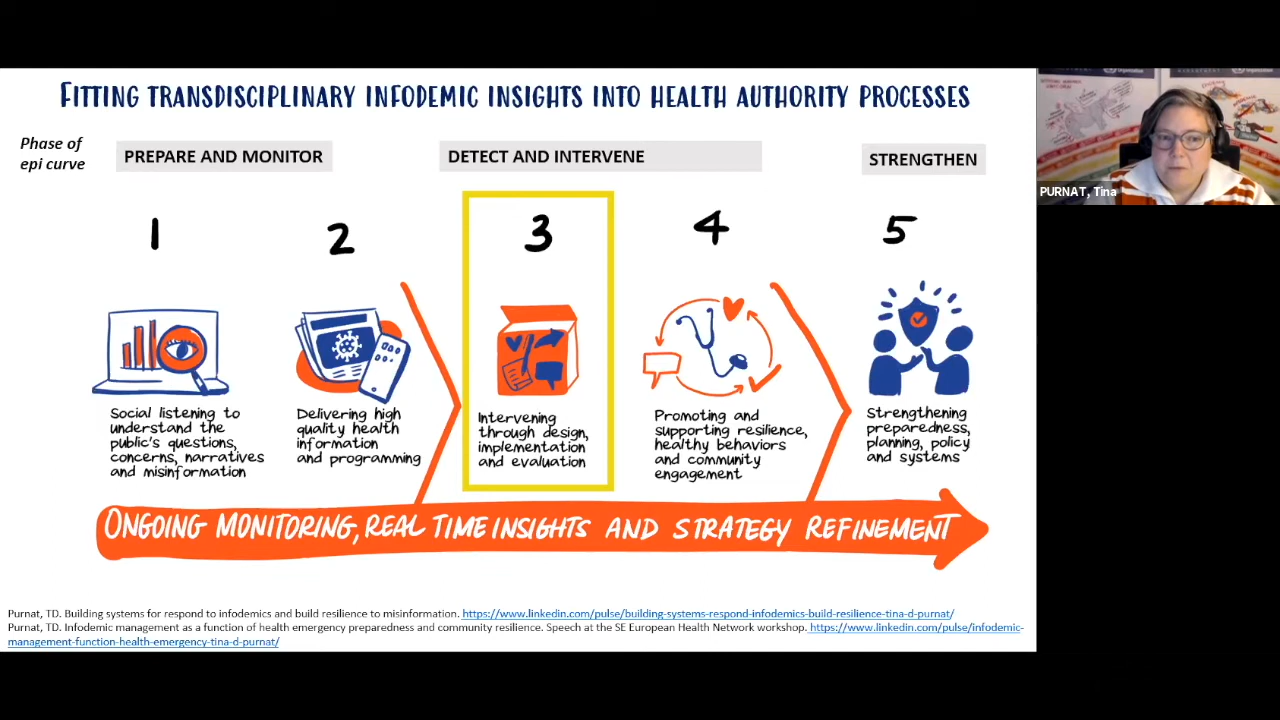 FITTING TRANSDISCIPLINARY INFODEMIC INSIGHTS INTO HEALTH AUTHORITY PROCESSES
Phase of
epi curve
PREPARE AND MONITOR
DETECT AND INTERVENE
STRENGTHEN
1
2
3
4
5
Social listening to
understand the
public's questions,
concerns, narratives
and misinformation
Delivering high
quality health
information
and programming
Intervening
through design,
implementation
and evaluation
Promoting and
supporting resilience,
healthy behaviors
and community
engagement
Strengthening
preparedness,
planning, policy
and systems
ONGOING MONITORING, REAL TIME INSIGHTS AND STRATEGY REFINEMENT
Purnat, TD. Building systems for respond to infodemics and build resilience to misinformation. https://www.linkedin.com/pulse/building-systems-respond-infodemics-build-resilience-tina-d-purnat/
Purnat, TD. Infodemic management as a function of health emergency preparedness and community resilience. Speech at the SE European Health Network workshop. https://www.linkedin.com/pulse/infodemic-
management-function-health-emergency-tina-d-purnat/
PURNAT, Tina